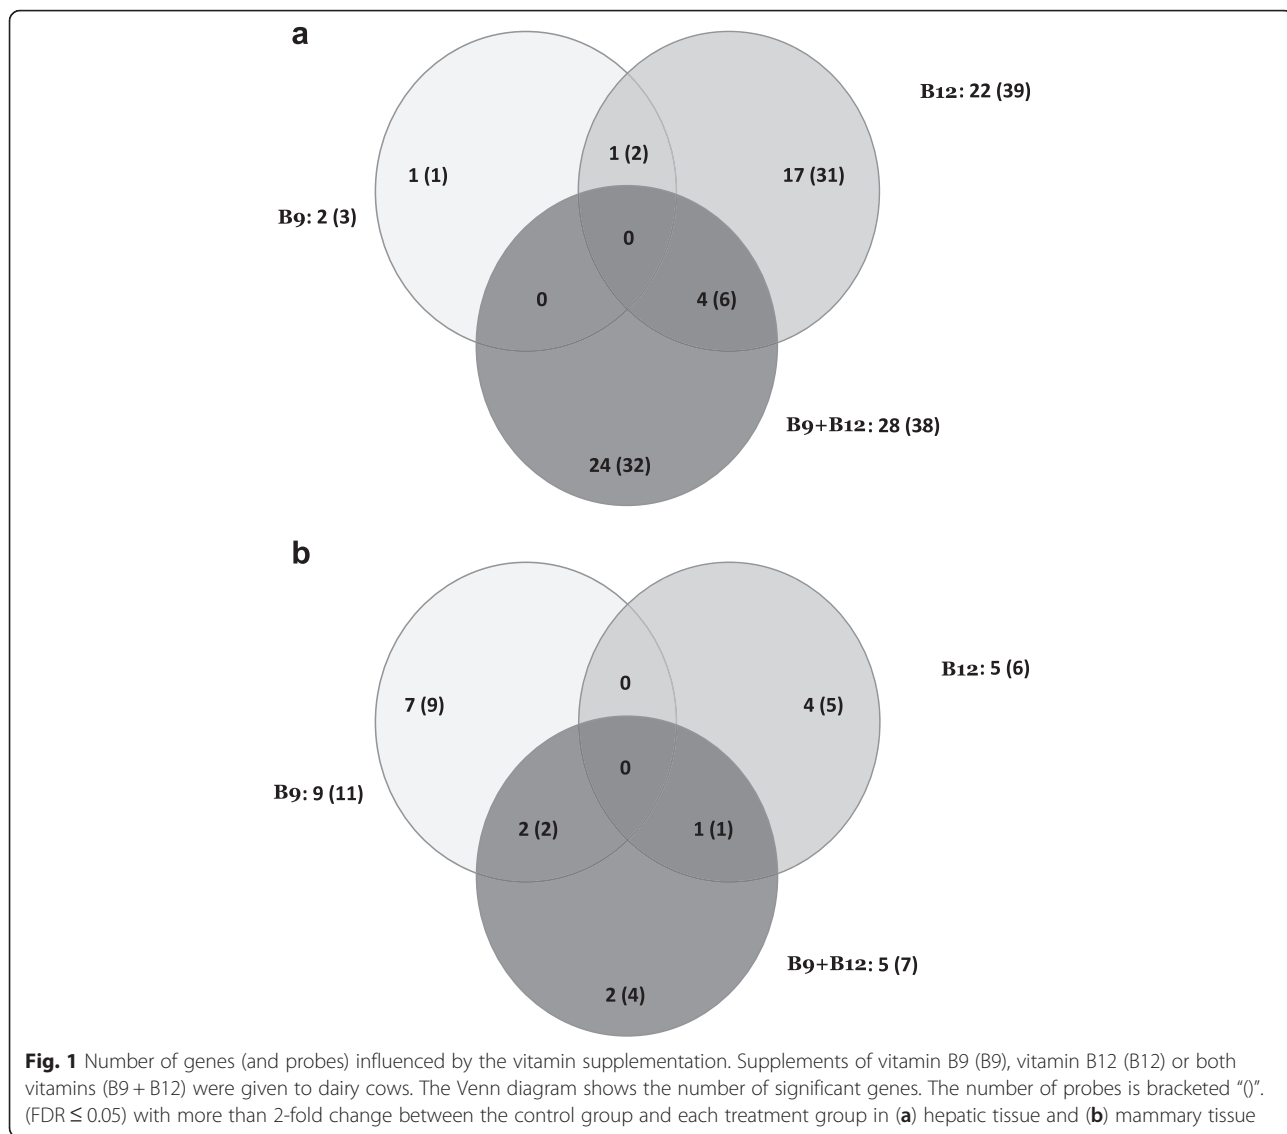 a
B12: 22 (39)
1 (2)
1 (1)
17 (31)
B9: 2 (3)
0
0
4 (6)
B9+B12: 28 (38)
24 (32)
b
B12: 5 (6)
0
7 (9)
4 (5)
0
B9: 9 (11)
2 (2)
1 (1)
B9+B12: 5 (7)
2 (4)
Fig. 1 Number of genes (and probes) influenced by the vitamin supplementation. Supplements of vitamin B9 (B9), vitamin B12 (B12) or both
vitamins (B9 + B12) were given to dairy cows. The Venn diagram shows the number of significant genes. The number of probes is bracketed “()”.
(FDR ≤ 0.05) with more than 2-fold change between the control group and each treatment group in (a) hepatic tissue and (b) mammary tissue